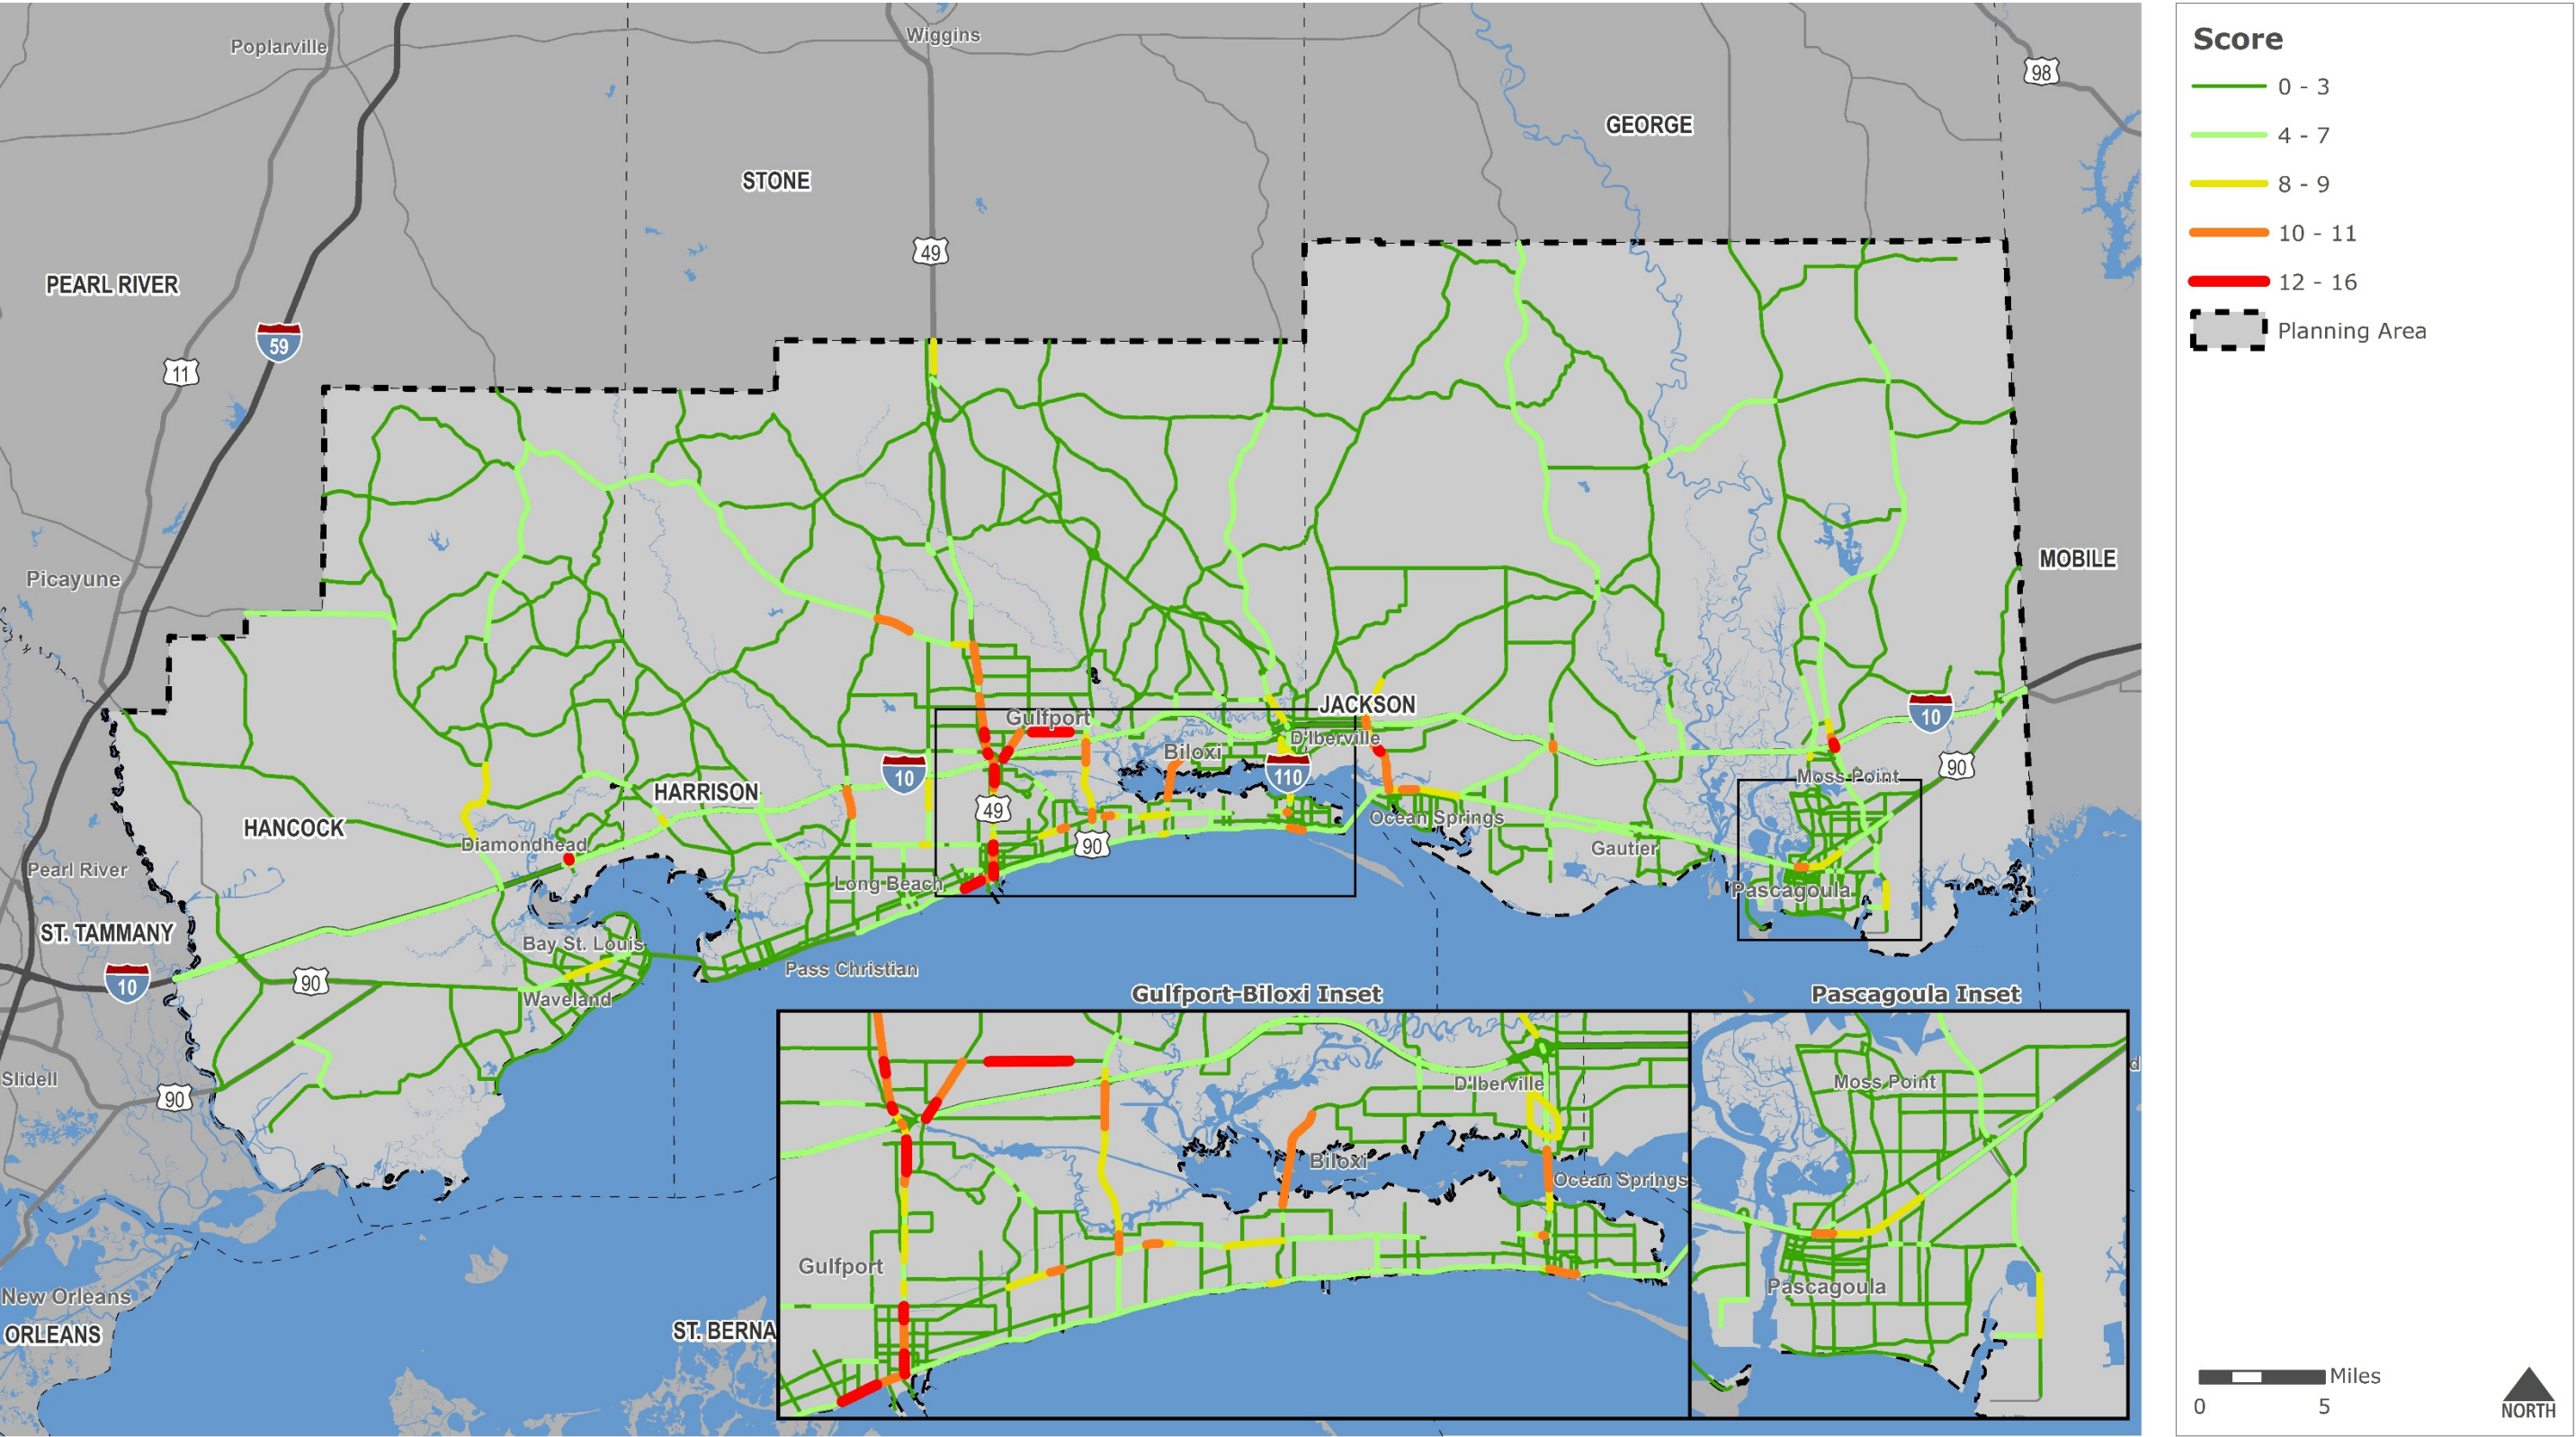 Poplarville
Wiggins
98
GEORGE
STONE
49
PEARL RIVER
59
11
MOBILE
Picayune
JACKSON
Gulfport
D'Iberville
Biloxi
10
110
10
90
Moss Point
HARRISON
49
HANCOCK
Ocean Springs
Diamondhead
90
Gautier
Pearl River
Long Beach
Pascagoula
ST. TAMMANY
Bay St. Louis
Pass Christian
10
90
Waveland
Slidell
90
New Orleans
ORLEANS
ST. BERNA
Gulfport-Biloxi Inset
D'Iberville
Biloxi
Ocean Springs
Gulfport
Pascagoula Inset
Moss Point
Pascagoula
d
Score
0 - 3
4 - 7
8 - 9
10 - 11
12 - 16
Planning Area
Miles
0 5
NORTH